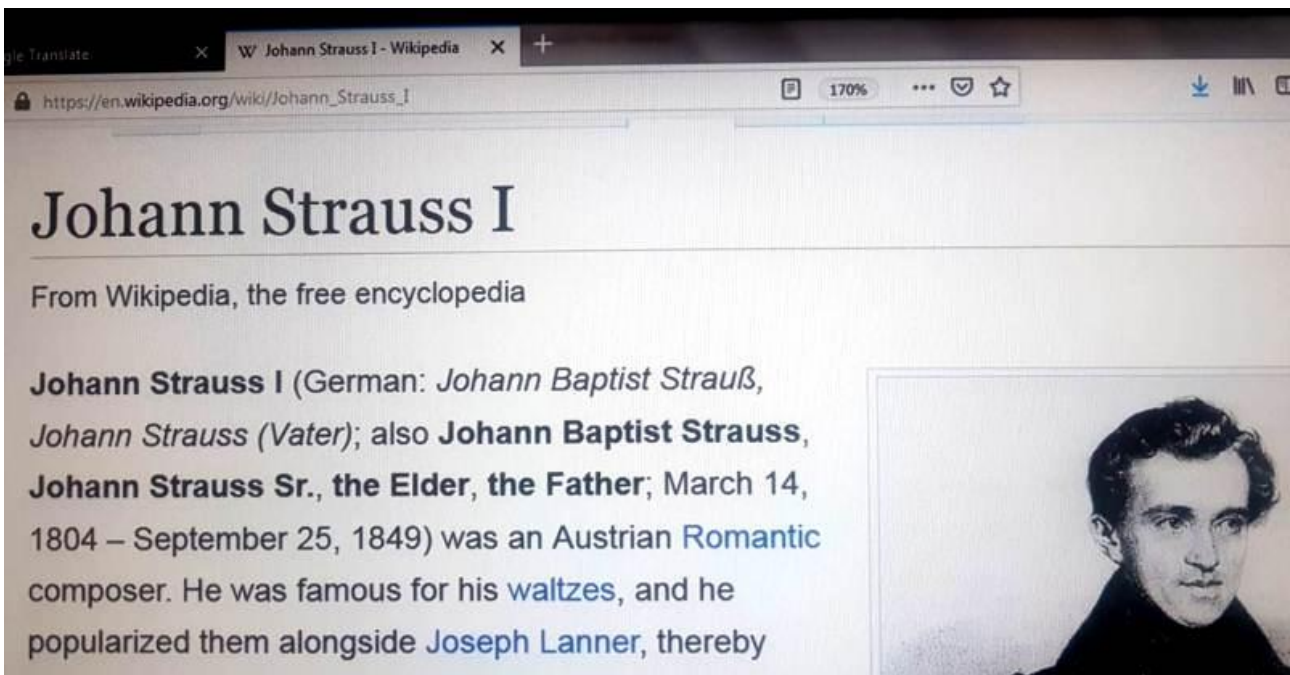 gle Translate
W Johann Strauss I - Wikipedia
https://en.wikipedia.org/wiki/Johann_Strauss_I
170%
Johann Strauss I
From Wikipedia, the free encyclopedia
Johann Strauss I (German: Johann Baptist Strauß,
Johann Strauss (Vater); also Johann Baptist Strauss,
Johann Strauss Sr., the Elder, the Father; March 14,
1804 – September 25, 1849) was an Austrian Romantic
composer. He was famous for his waltzes, and he
popularized them alongside Joseph Lanner, thereby